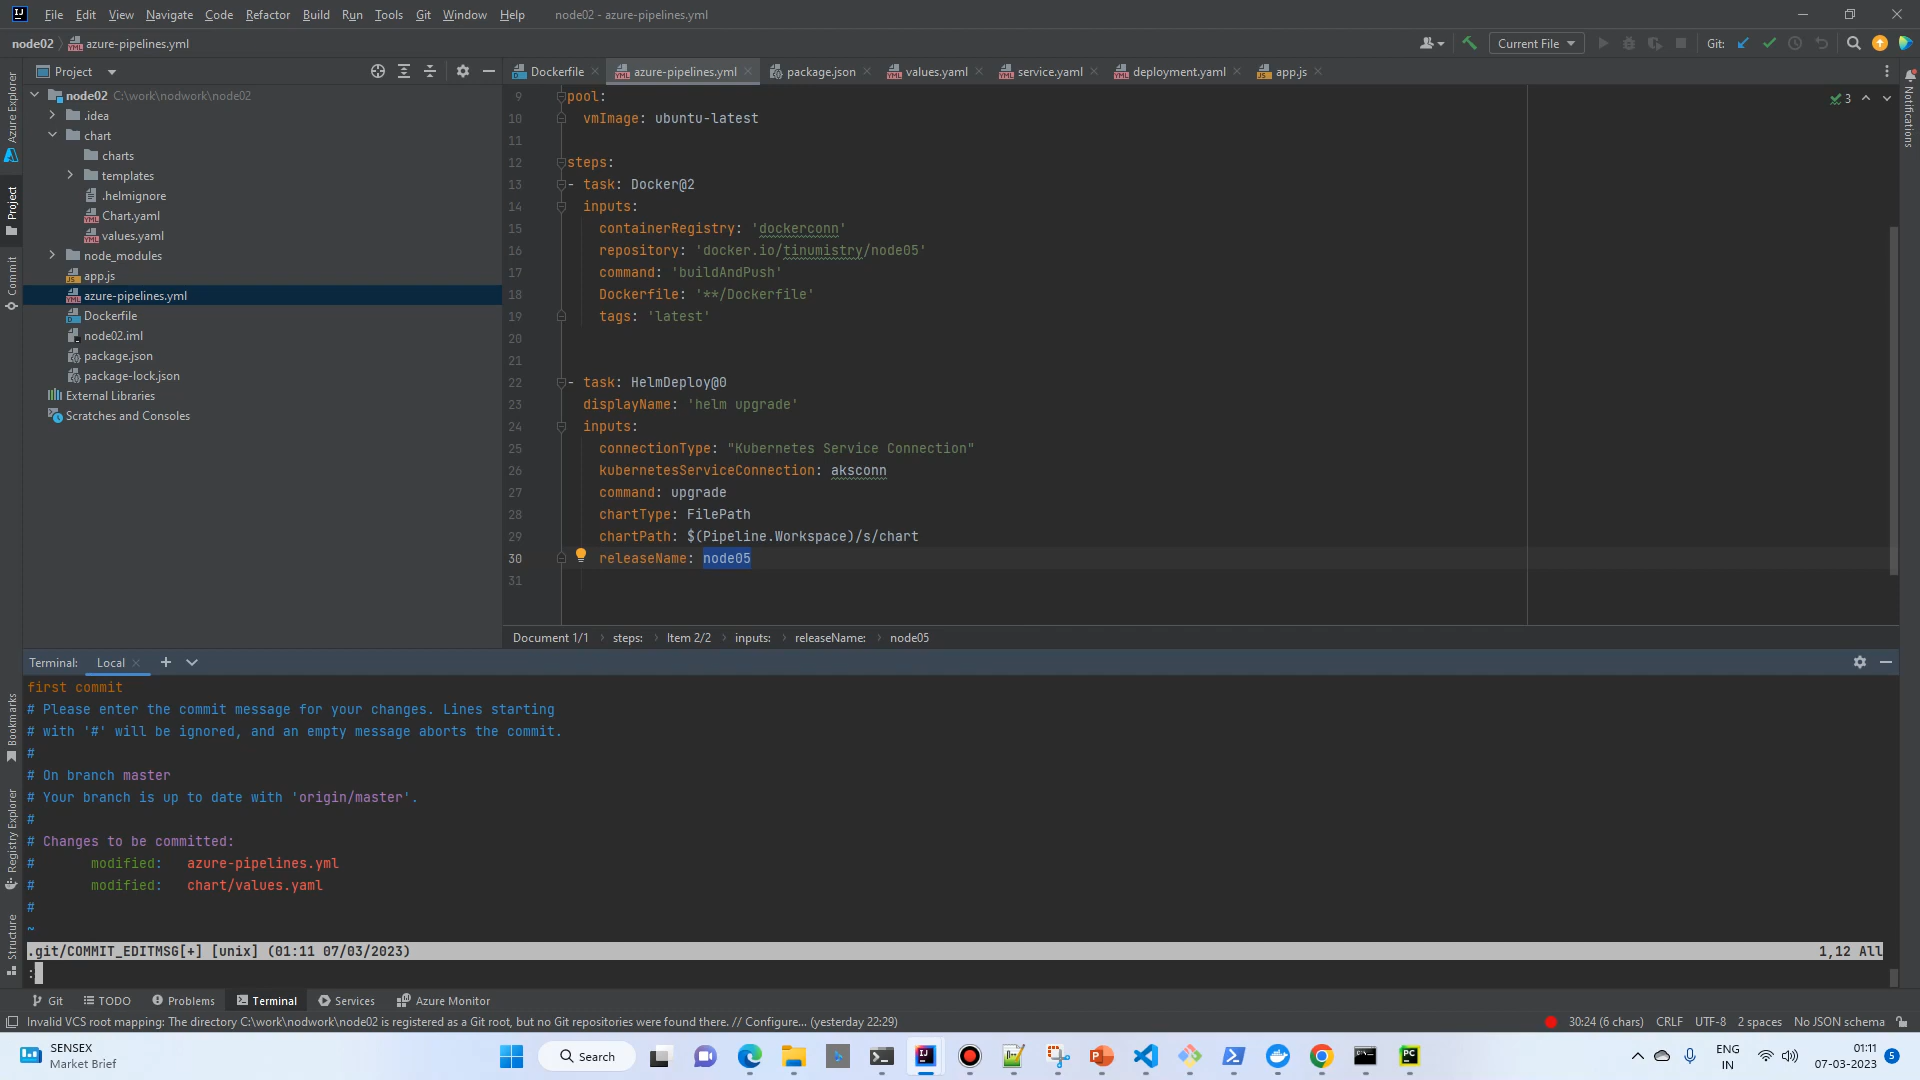 File Edit View Navigate Code Refactor Build Run Tools Git Window Help node02 - azure-pipelines.yml
node02 azure-pipelines.yml Current File Git:
Project
Dockerfile azure-pipelines.yml package.json values.yaml service.yaml deployment.yaml app.js
node02 C:\work\nodwork\node02
.idea
chart
charts
templates
.helmignore
Chart.yaml
values.yaml
node_modules
app.js
azure-pipelines.yml
Dockerfile
node02.iml
package.json
package-lock.json
External Libraries
Scratches and Consoles
Azure Explorer
Project
Commit
Bookmarks
Registry Explorer
Structure
Notifications
3
9 pool:
10 vmImage: ubuntu-latest
11
12 steps:
13 - task: Docker@2
14 inputs:
15 containerRegistry: 'dockerconn'
16 repository: 'docker.io/tinumistry/node05'
17 command: 'buildAndPush'
18 Dockerfile: '**/Dockerfile'
19 tags: 'latest'
20
21
22 - task: HelmDeploy@0
23 displayName: 'helm upgrade'
24 inputs:
25 connectionType: "Kubernetes Service Connection"
26 kubernetesServiceConnection: aksconn
27 command: upgrade
28 chartType: FilePath
29 chartPath: $(Pipeline.Workspace)/s/chart
30 releaseName: node05
31
Document 1/1 steps: Item 2/2 inputs: releaseName: node05
Terminal: Local
first commit
# Please enter the commit message for your changes. Lines starting
# with '#' will be ignored, and an empty message aborts the commit.
#
# On branch master
# Your branch is up to date with 'origin/master'.
#
# Changes to be committed:
# modified: azure-pipelines.yml
# modified: chart/values.yaml
#
~
.git/COMMIT_EDITMSG[+] [unix] (01:11 07/03/2023) 1,12 All
:
Git TODO Problems Terminal Services Azure Monitor
Invalid VCS root mapping: The directory C:\work\nodwork\node02 is registered as a Git root, but no Git repositories were found there. // Configure... (yesterday 22:29) 30:24 (6 chars) CRLF UTF-8 2 spaces No JSON schema
SENSEX
Market Brief
Search
ENG
IN
01:11
07-03-2023
5